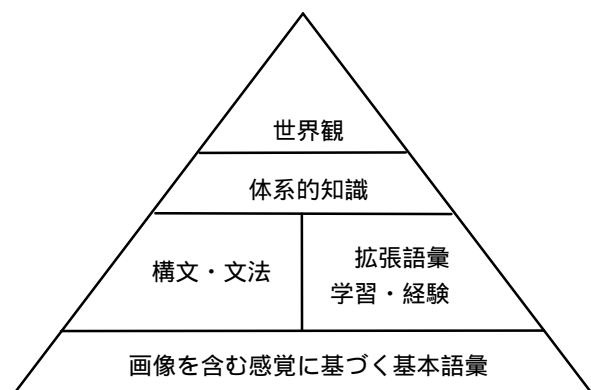 世界観
体系的知識
構文・文法
拡張語彙
学習・経験
画像を含む感覚に基づく基本語彙